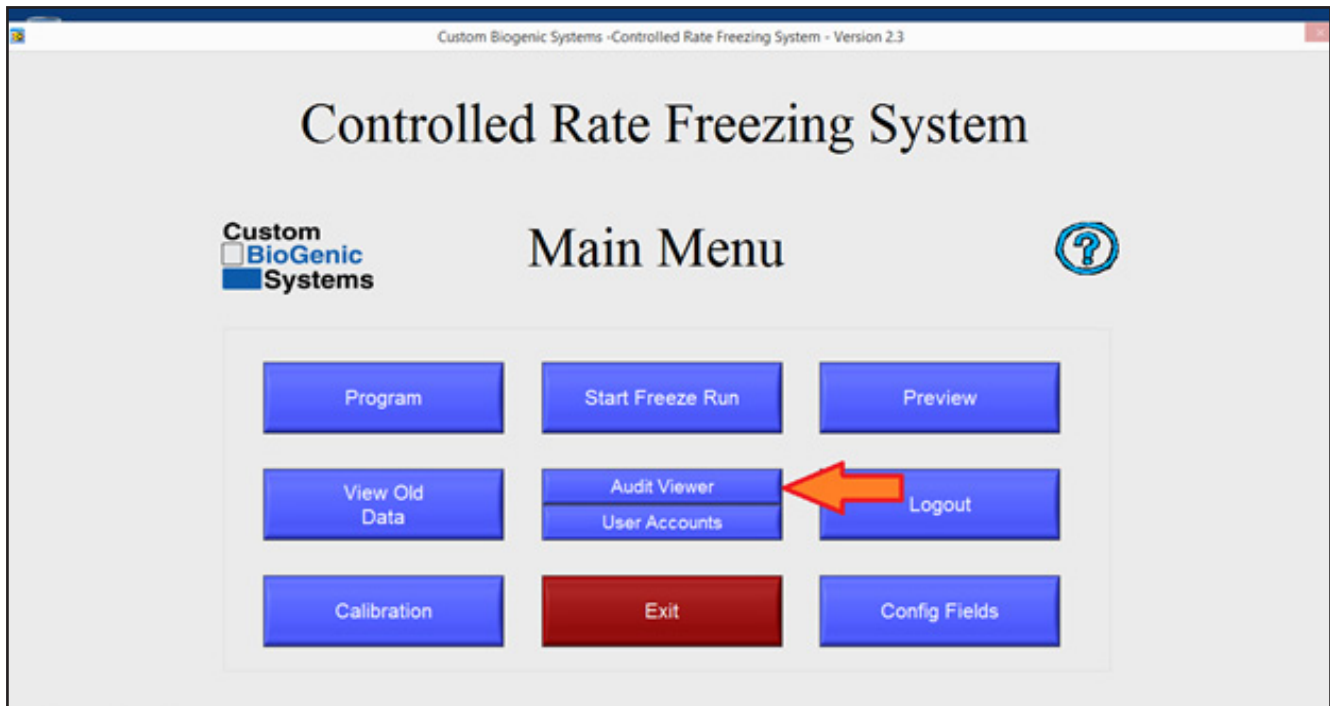 Custom Biogenic Systems -Controlled Rate Freezing System - Version 2.3
Controlled Rate Freezing System
Custom
BioGenic
Systems
Main Menu
?
Program
Start Freeze Run
Preview
View Old
Data
Audit Viewer
User Accounts
Logout
Calibration
Exit
Config Fields